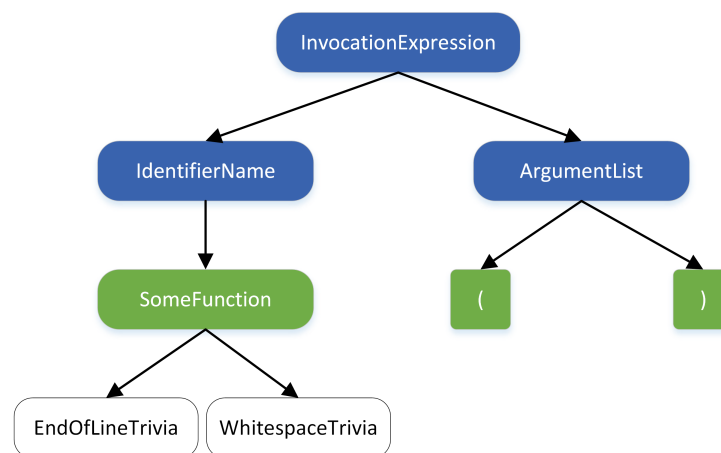 InvocationExpression
IdentifierName
ArgumentList
SomeFunction
(
)
EndOfLineTrivia
WhitespaceTrivia